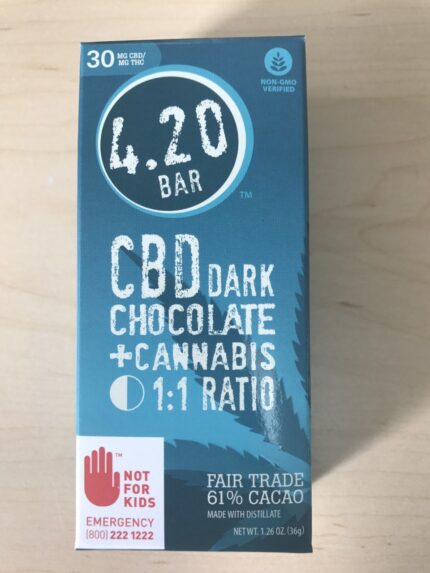 30 MG CBD/
MG THC
NON-GMO
VERIFIED
4.20
BAR
TM
CBD DARK
CHOCOLATE
+CANNABIS
1:1 RATIO
TM
NOT
FOR
KIDS
EMERGENCY
(800) 222 1222
FAIR TRADE
61% CACAO
MADE WITH DISTILLATE
NET WT. 1.26 OZ. (36g)